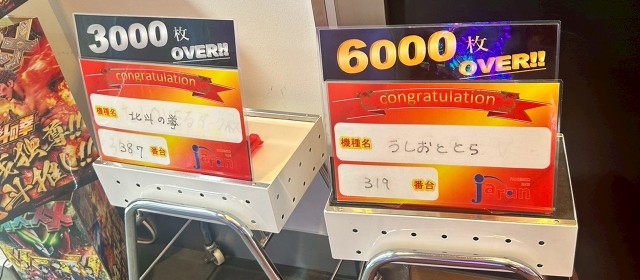 3000枚
OVER!!
congratulation
機種名
北斗の拳
387
番台
6000枚
OVER!!
congratulation
機種名
うしおととら
319
番台
Japan